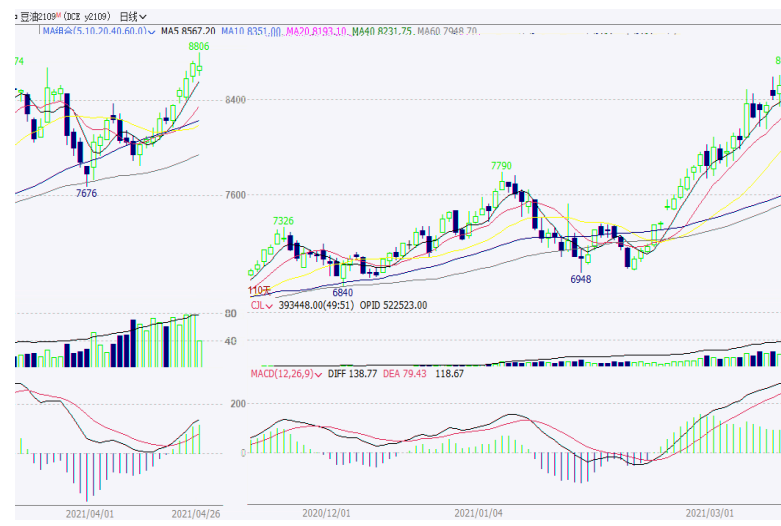 豆油2109M (DCE y2109) 日线
MA组合(5,10,20,40,60,0) MA5 8567.20 MA10 8351.00 MA20 8193.10 MA40 8231.75 MA60 7948.70
8806
74
8
8400
7790
7676
7600
7326
6948
110天
6840
CJL 393448.00(49:51) OPID 522523.00
80
40
MACD(12,26,9) DIFF 138.77 DEA 79.43 118.67
200
0
2021/04/01 2021/04/26 2020/12/01 2021/01/04 2021/03/01